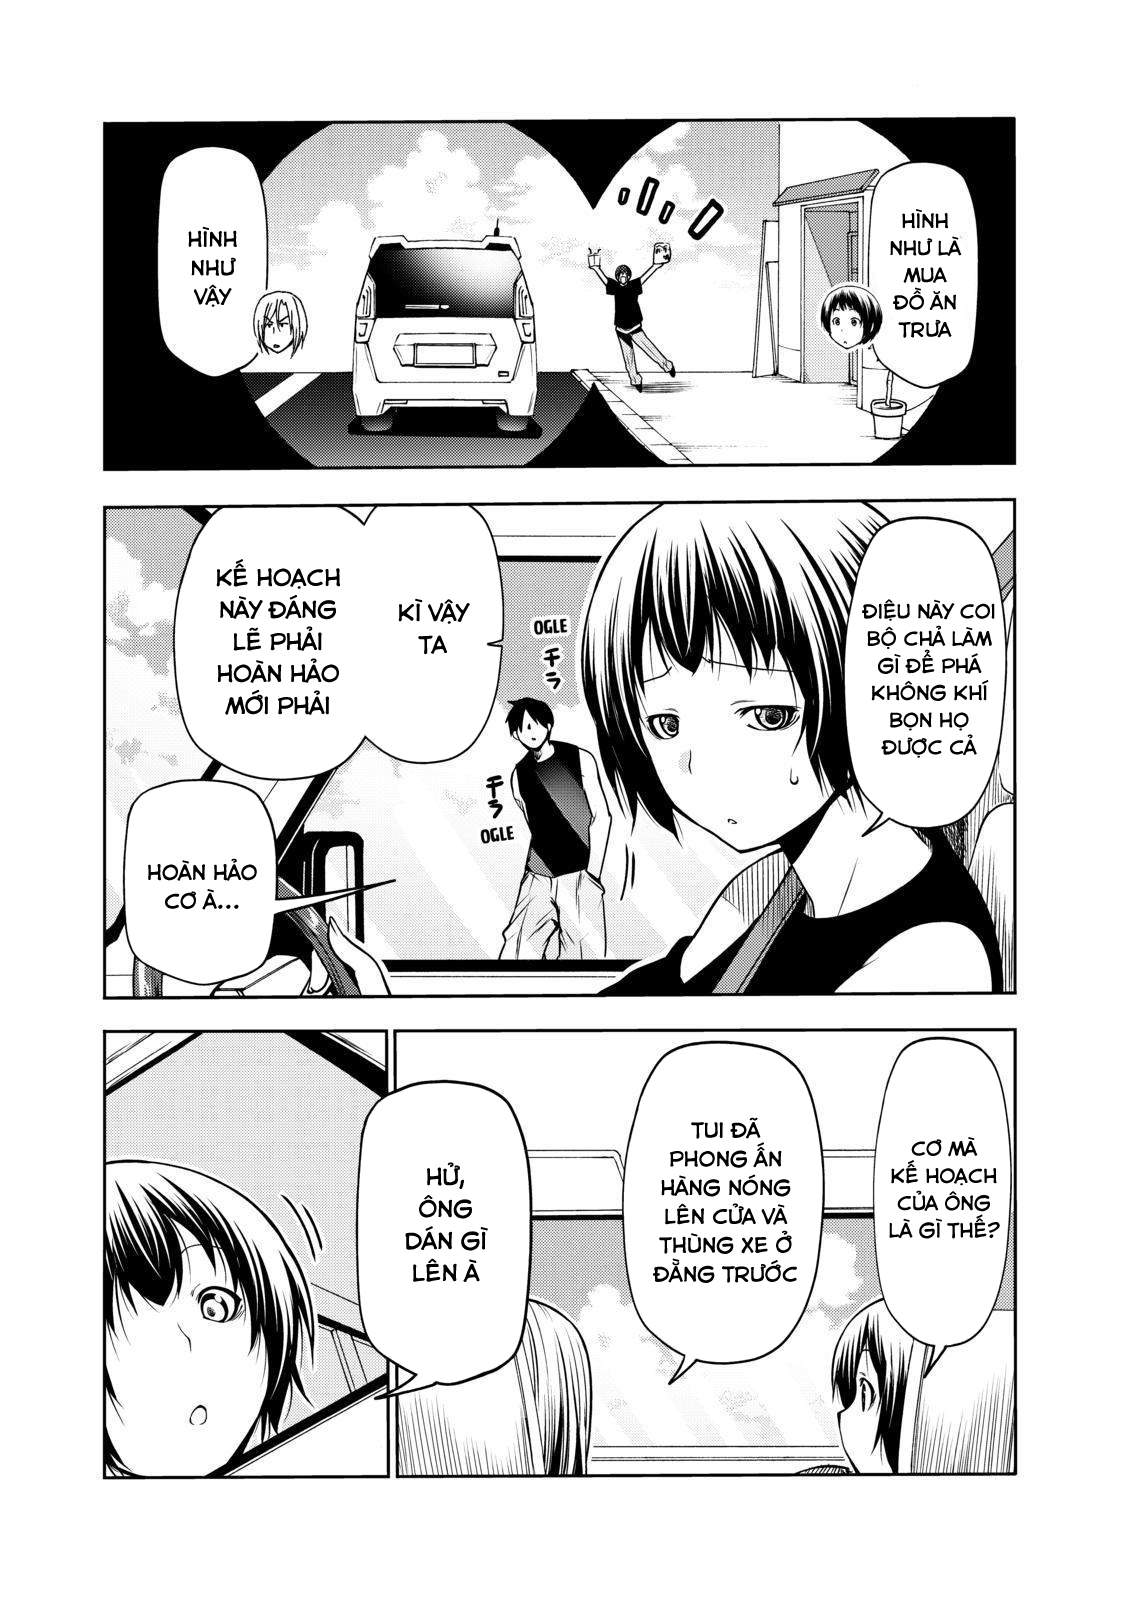 HÌNH
NHƯ LÀ
MUA
ĐỒ ĂN
TRƯA
HÌNH
NHƯ
VẬY
ĐIỆU NÀY COI
BỘ CHẢ LÀM
GÌ ĐỂ PHÁ
KHÔNG KHÍ
BỌN HỌ
ĐƯỢC CẢ
KÌ VẬY
TA
KẾ HOẠCH
NÀY ĐÁNG
LẼ PHẢI
HOÀN HẢO
MỚI PHẢI
OGLE
チラ
チラ
OGLE
HOÀN HẢO
CƠ À...
CƠ MÀ
KẾ HOẠCH
CỦA ÔNG
LÀ GÌ THẾ?
TUI ĐÃ
PHONG ẤN
HÀNG NÓNG
LÊN CỬA VÀ
THÙNG XE Ở
ĐẰNG TRƯỚC
HỬ,
ÔNG
DÁN GÌ
LÊN À